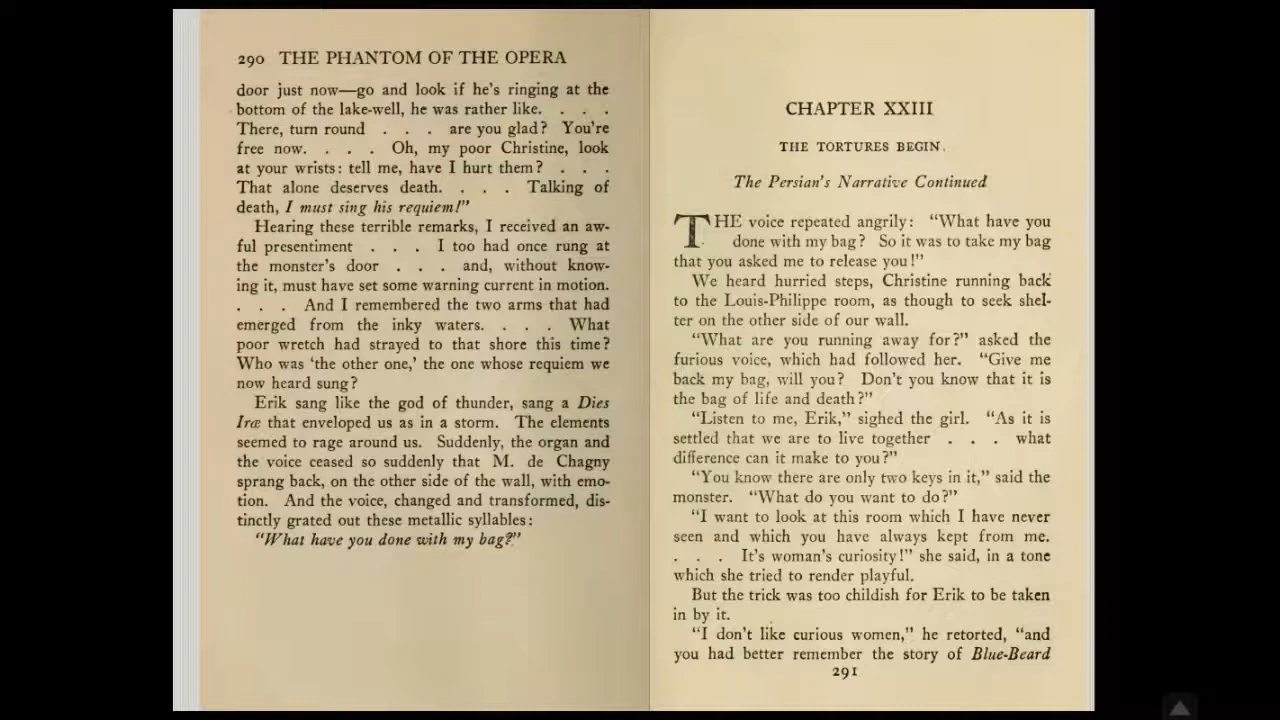 290 THE PHANTOM OF THE OPERA
door just now—go and look if he's ringing at the
bottom of the lake-well, he was rather like. . . .
There, turn round . . . are you glad? You're
free now. . . . Oh, my poor Christine, look
at your wrists: tell me, have I hurt them? . . .
That alone deserves death. . . . Talking of
death, I must sing his requiem!"
Hearing these terrible remarks, I received an aw-
ful presentiment . . . I too had once rung at
the monster's door . . . and, without know-
ing it, must have set some warning current in motion.
. . . And I remembered the two arms that had
emerged from the inky waters. . . . What
poor wretch had strayed to that shore this time?
Who was 'the other one,' the one whose requiem we
now heard sung?
Erik sang like the god of thunder, sang a Dies
Iræ that enveloped us as in a storm. The elements
seemed to rage around us. Suddenly, the organ and
the voice ceased so suddenly that M. de Chagny
sprang back, on the other side of the wall, with emo-
tion. And the voice, changed and transformed, dis-
tinctly grated out these metallic syllables:
"What have you done with my bag?"
CHAPTER XXIII
THE TORTURES BEGIN.
The Persian's Narrative Continued
THE voice repeated angrily: "What have you
done with my bag? So it was to take my bag
that you asked me to release you!"
We heard hurried steps, Christine running back
to the Louis-Philippe room, as though to seek shel-
ter on the other side of our wall.
"What are you running away for?" asked the
furious voice, which had followed her. "Give me
back my bag, will you? Don't you know that it is
the bag of life and death?"
"Listen to me, Erik," sighed the girl. "As it is
settled that we are to live together . . . what
difference can it make to you?"
"You know there are only two keys in it," said the
monster. "What do you want to do?"
"I want to look at this room which I have never
seen and which you have always kept from me.
. . . It's woman's curiosity!" she said, in a tone
which she tried to render playful.
But the trick was too childish for Erik to be taken
in by it.
"I don't like curious women," he retorted, "and
you had better remember the story of Blue-Beard
291